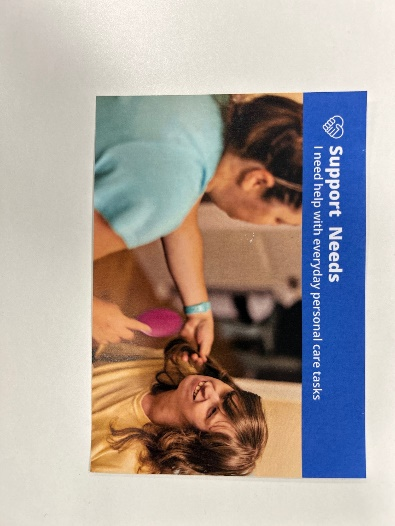 Support Needs
I need help with everyday personal care tasks